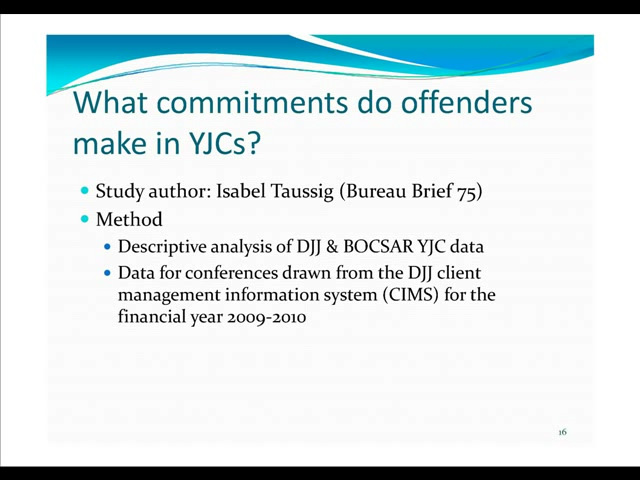 What commitments do offenders
make in YJCs?
Study author: Isabel Taussig (Bureau Brief 75)
Method
Descriptive analysis of DJJ & BOCSAR YJC data
Data for conferences drawn from the DJJ client
management information system (CIMS) for the
financial year 2009-2010
16